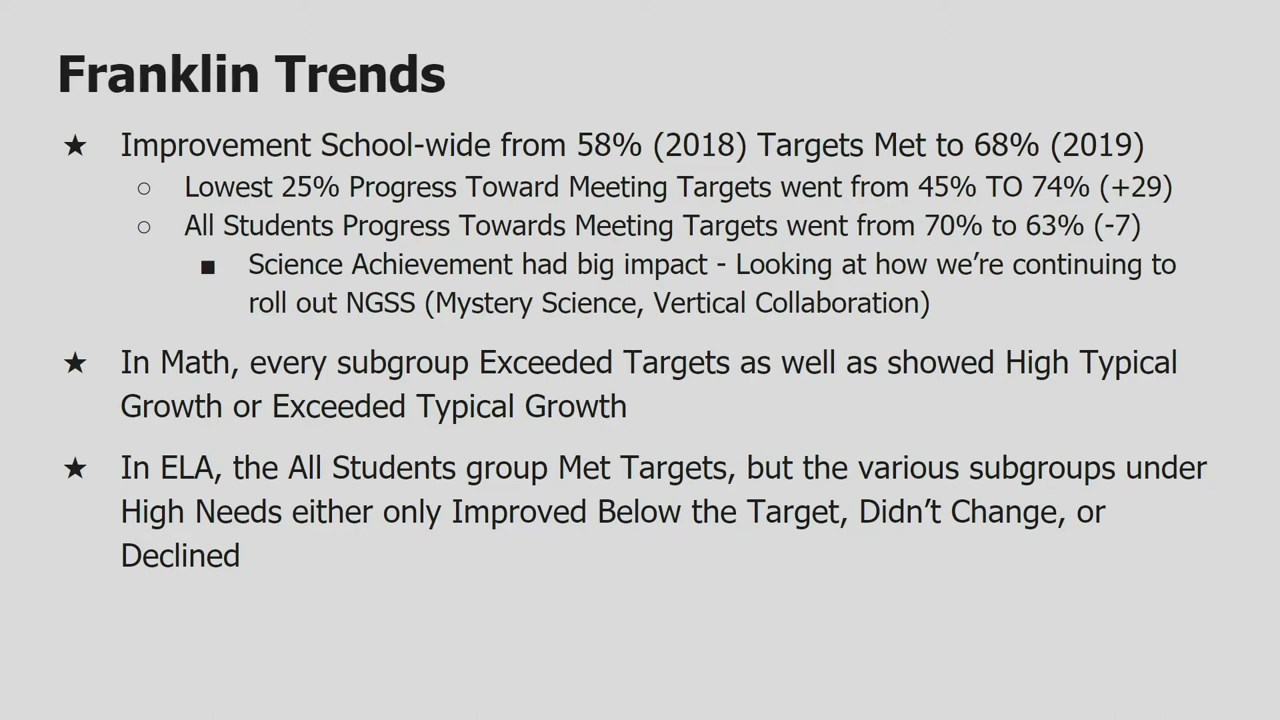 Franklin Trends
★ Improvement School-wide from 58% (2018) Targets Met to 68% (2019)
○ Lowest 25% Progress Toward Meeting Targets went from 45% TO 74% (+29)
○ All Students Progress Towards Meeting Targets went from 70% to 63% (-7)
■ Science Achievement had big impact - Looking at how we’re continuing to
roll out NGSS (Mystery Science, Vertical Collaboration)
★ In Math, every subgroup Exceeded Targets as well as showed High Typical
Growth or Exceeded Typical Growth
★ In ELA, the All Students group Met Targets, but the various subgroups under
High Needs either only Improved Below the Target, Didn’t Change, or
Declined